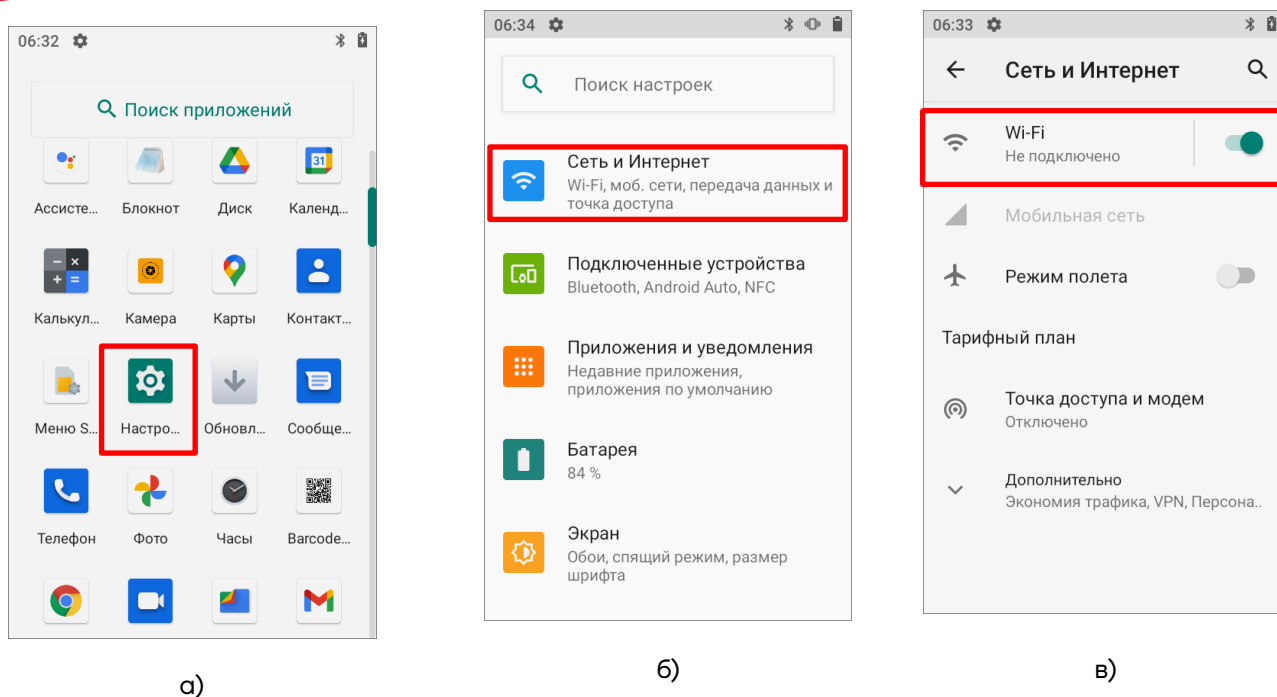 06:32
Поиск приложений
31
Ассисте...
Блокнот
Диск
Календ...
Калькул...
Камера
Карты
Контакт...
Меню S...
Настро...
Обновл...
Сообще...
Телефон
Фото
Часы
Barcode...
а)
06:34
Поиск настроек
Сеть и Интернет
Wi-Fi, моб. сети, передача данных и
точка доступа
Подключенные устройства
Bluetooth, Android Auto, NFC
Приложения и уведомления
Недавние приложения,
приложения по умолчанию
Батарея
84 %
Экран
Обои, спящий режим, размер
шрифта
б)
06:33
Сеть и Интернет
Wi-Fi
Не подключено
Мобильная сеть
Режим полета
Тарифный план
Точка доступа и модем
Отключено
Дополнительно
Экономия трафика, VPN, Персона..
в)